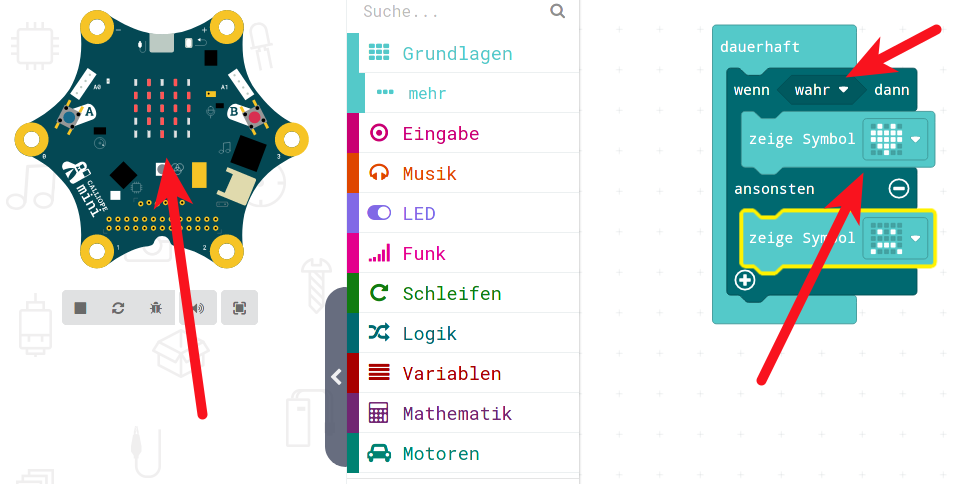 Suche...
Grundlagen
mehr
Eingabe
Musik
LED
Funk
Schleifen
Logik
Variablen
Mathematik
Motoren
A0
A1
A
B
0
3
1
2
CALLIOPE
mini
dauerhaft
wenn wahr dann
zeige Symbol
ansonsten
zeige Symbol